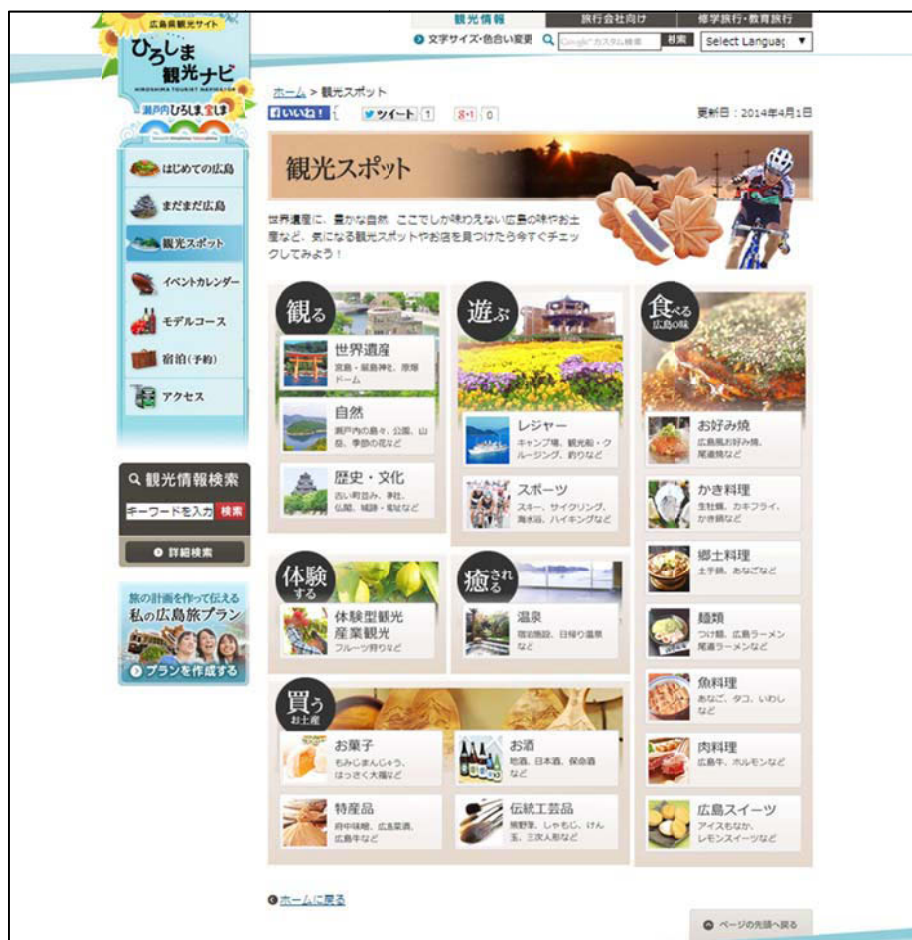 広島県観光サイト
ひろしま
観光ナビ
HIROSHIMA TOURIST NAVIGATOR
瀬戸内ひろしま、宝しま
観光情報
旅行会社向け
修学旅行・教育旅行
文字サイズ・色合い変更
Google カスタム検索
検索
Select Languag ▼
ホーム > 観光スポット
いいね！
ツイート 1
g+1 0
更新日：2014年4月1日
はじめての広島
まだまだ広島
観光スポット
イベントカレンダー
モデルコース
宿泊(予約)
アクセス
観光情報検索
キーワードを入力 検索
詳細検索
旅の計画を作って伝える
私の広島旅プラン
プランを作成する
観光スポット
世界遺産に、豊かな自然 ここでしか味わえない広島の味やお土
産など、気になる観光スポットやお店を見つけたら今すぐチェッ
クしてみよう！
観る
世界遺産
宮島・厳島神社、原爆
ドーム
自然
瀬戸内の島々、公園、山
岳、季節の花など
歴史・文化
古い町並み、神社、
仏閣、城跡・城址など
遊ぶ
レジャー
キャンプ場、観光船・ク
ルージング、釣りなど
スポーツ
スキー、サイクリング、
海水浴、ハイキングなど
食べる
広島の味
お好み焼
広島風お好み焼、
尾道焼など
かき料理
生牡蠣、カキフライ、
かき鍋など
郷土料理
土手鍋、あなごなど
麺類
つけ麺、広島ラーメン
尾道ラーメンなど
魚料理
あなご、タコ、いわし
など
肉料理
広島牛、ホルモンなど
広島スイーツ
アイスもなか、
レモンスイーツなど
体験
する
体験型観光
産業観光
フルーツ狩りなど
癒され
る
温泉
宿泊施設、日帰り温泉
など
買う
お土産
お菓子
もみじまんじゅう、
はっさく大福など
お酒
地酒、日本酒、保命酒
など
特産品
府中味噌、広島菜漬、
広島牛など
伝統工芸品
熊野筆、しゃもじ、けん
玉、三次人形など
ホームに戻る
ページの先頭へ戻る